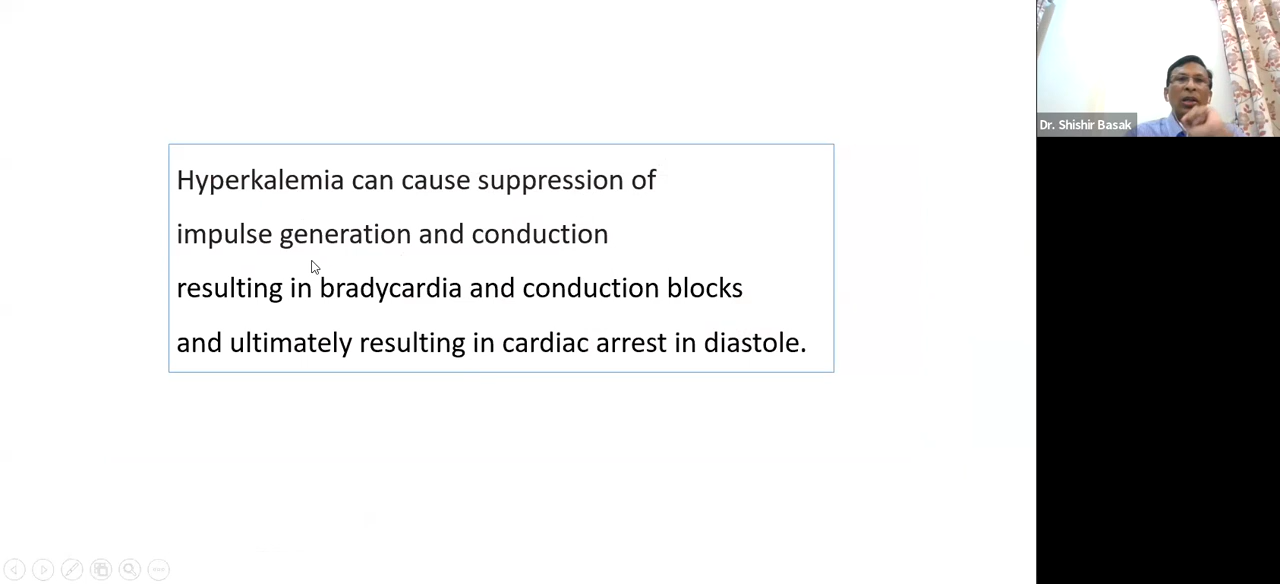 Hyperkalemia can cause suppression of
impulse generation and conduction
resulting in bradycardia and conduction blocks
and ultimately resulting in cardiac arrest in diastole.
Dr. Shishir Basak